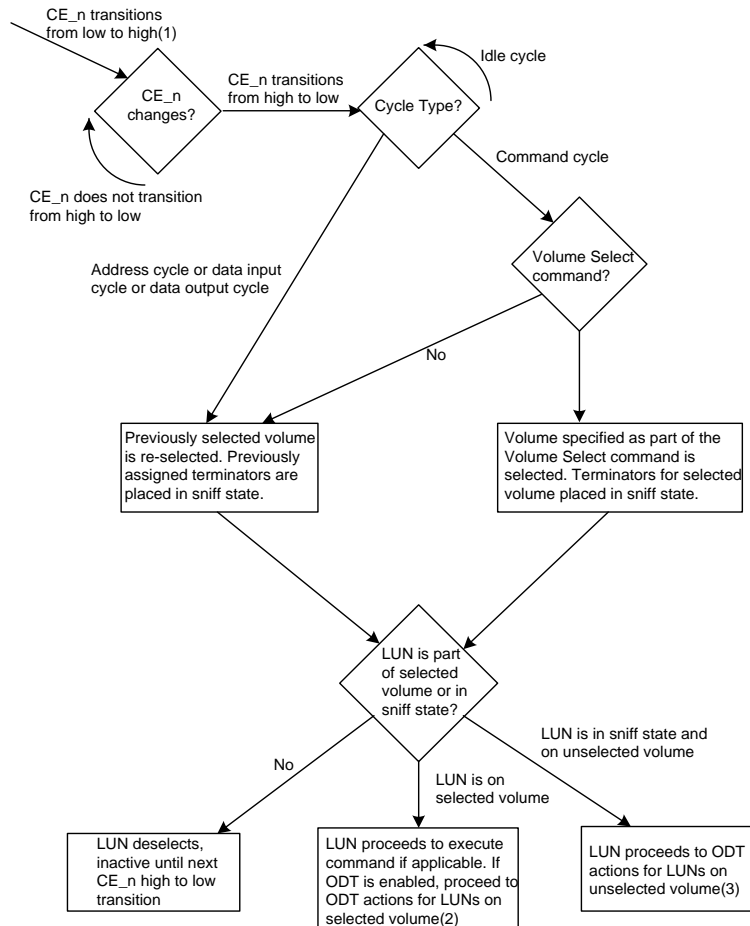 CE_n transitions
from low to high(1)
CE_n
changes?
CE_n transitions
from high to low
Cycle Type?
Idle cycle
CE_n does not transition
from high to low
Command cycle
Volume Select
command?
Address cycle or data input
cycle or data output cycle
No
Previously selected volume
is re-selected. Previously
assigned terminators are
placed in sniff state.
Volume specified as part of the
Volume Select command is
selected. Terminators for selected
volume placed in sniff state.
LUN is part
of selected
volume or in
sniff state?
No
LUN is on
selected volume
LUN is in sniff state and
on unselected volume
LUN deselects,
inactive until next
CE_n high to low
transition
LUN proceeds to execute
command if applicable. If
ODT is enabled, proceed to
ODT actions for LUNs on
selected volume(2)
LUN proceeds to ODT
actions for LUNs on
unselected volume(3)